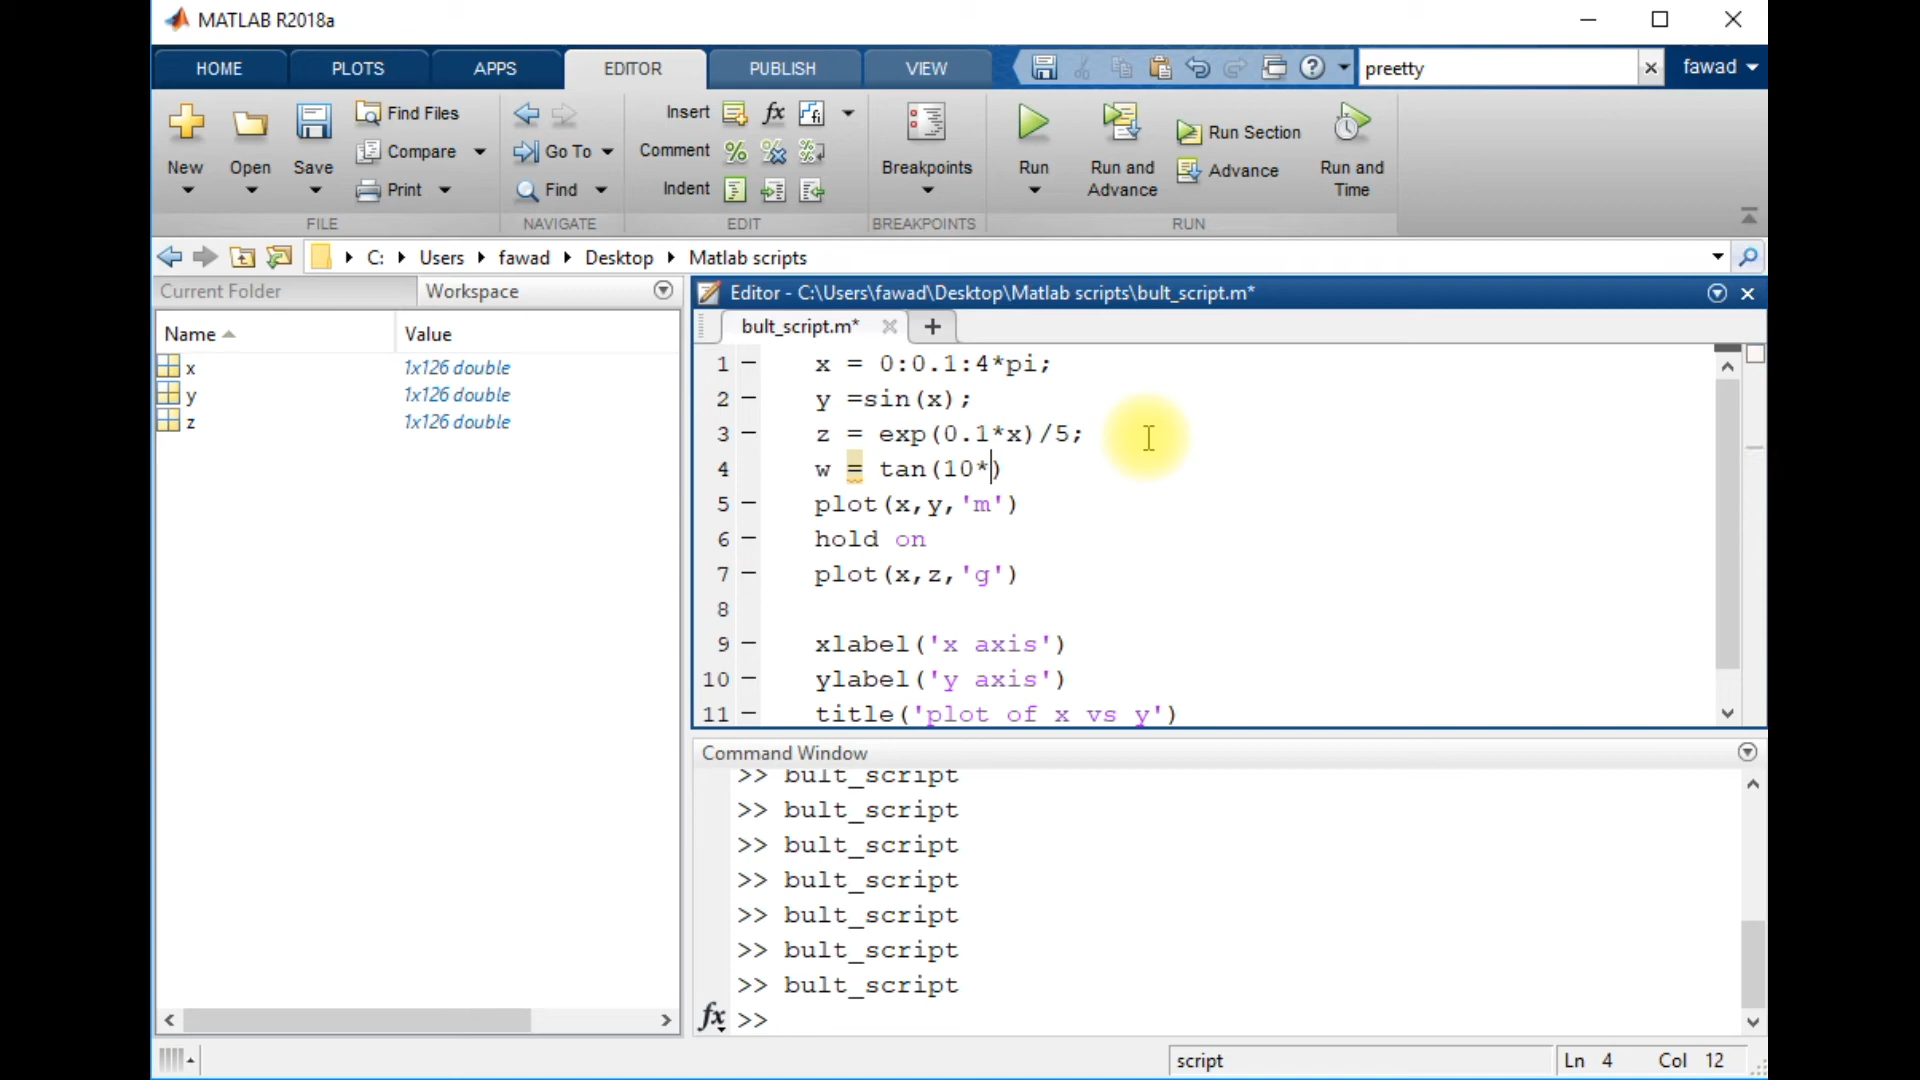 MATLAB R2018a
HOME PLOTS APPS EDITOR PUBLISH VIEW preetty fawad
New Open Save Find Files Compare Print
Go To Find
Insert fx fi
Comment
Indent
Breakpoints
Run Run and Advance Run Section Advance Run and Time
FILE NAVIGATE EDIT BREAKPOINTS RUN
C: Users fawad Desktop Matlab scripts
Current Folder Workspace
Name Value
x 1x126 double
y 1x126 double
z 1x126 double
Editor - C:\Users\fawad\Desktop\Matlab scripts\bult_script.m*
bult_script.m*
1 x = 0:0.1:4*pi;
2 y =sin(x);
3 z = exp(0.1*x)/5;
4 w = tan(10*)
5 plot(x,y,'m')
6 hold on
7 plot(x,z,'g')
8
9 xlabel('x axis')
10 ylabel('y axis')
11 title('plot of x vs y')
Command Window
>> bult_script
>> bult_script
>> bult_script
>> bult_script
>> bult_script
>> bult_script
>> bult_script
fx >>
script Ln 4 Col 12